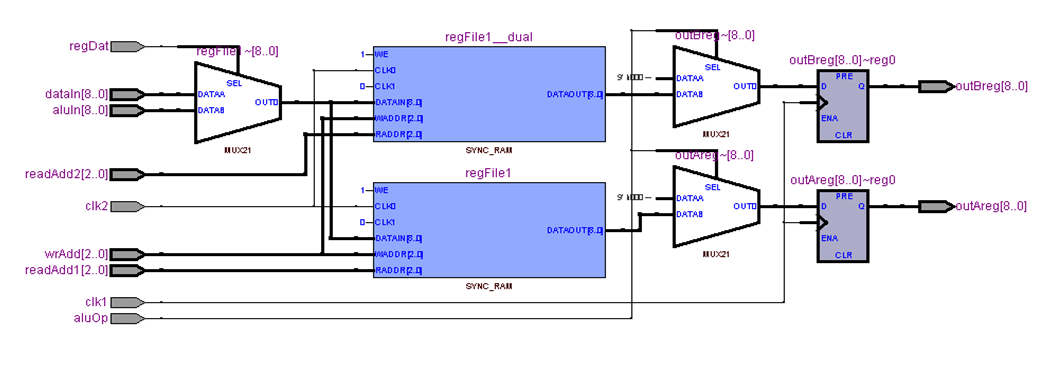 regDat
dataIn[8..0]
aluIn[8..0]
readAdd2[2..0]
clk2
wrAdd[2..0]
readAdd1[2..0]
clk1
aluOp
regFile1~[8..0]
SEL
DATAA
DATAB
OUT0
MUX21
regFile1__dual
1
WE
CLK0
0
CLK1
DATAIN[8..0]
WADDR[2..0]
RADDR[2..0]
DATAOUT[8..0]
SYNC_RAM
regFile1
1
WE
CLK0
0
CLK1
DATAIN[8..0]
WADDR[2..0]
RADDR[2..0]
DATAOUT[8..0]
SYNC_RAM
outBreg~[8..0]
SEL
9' h000
DATAA
DATAB
OUT0
MUX21
outAreg~[8..0]
SEL
9' h000
DATAA
DATAB
OUT0
MUX21
outBreg[8..0]~reg0
PRE
D
Q
ENA
CLR
outBreg[8..0]
outAreg[8..0]~reg0
PRE
D
Q
ENA
CLR
outAreg[8..0]